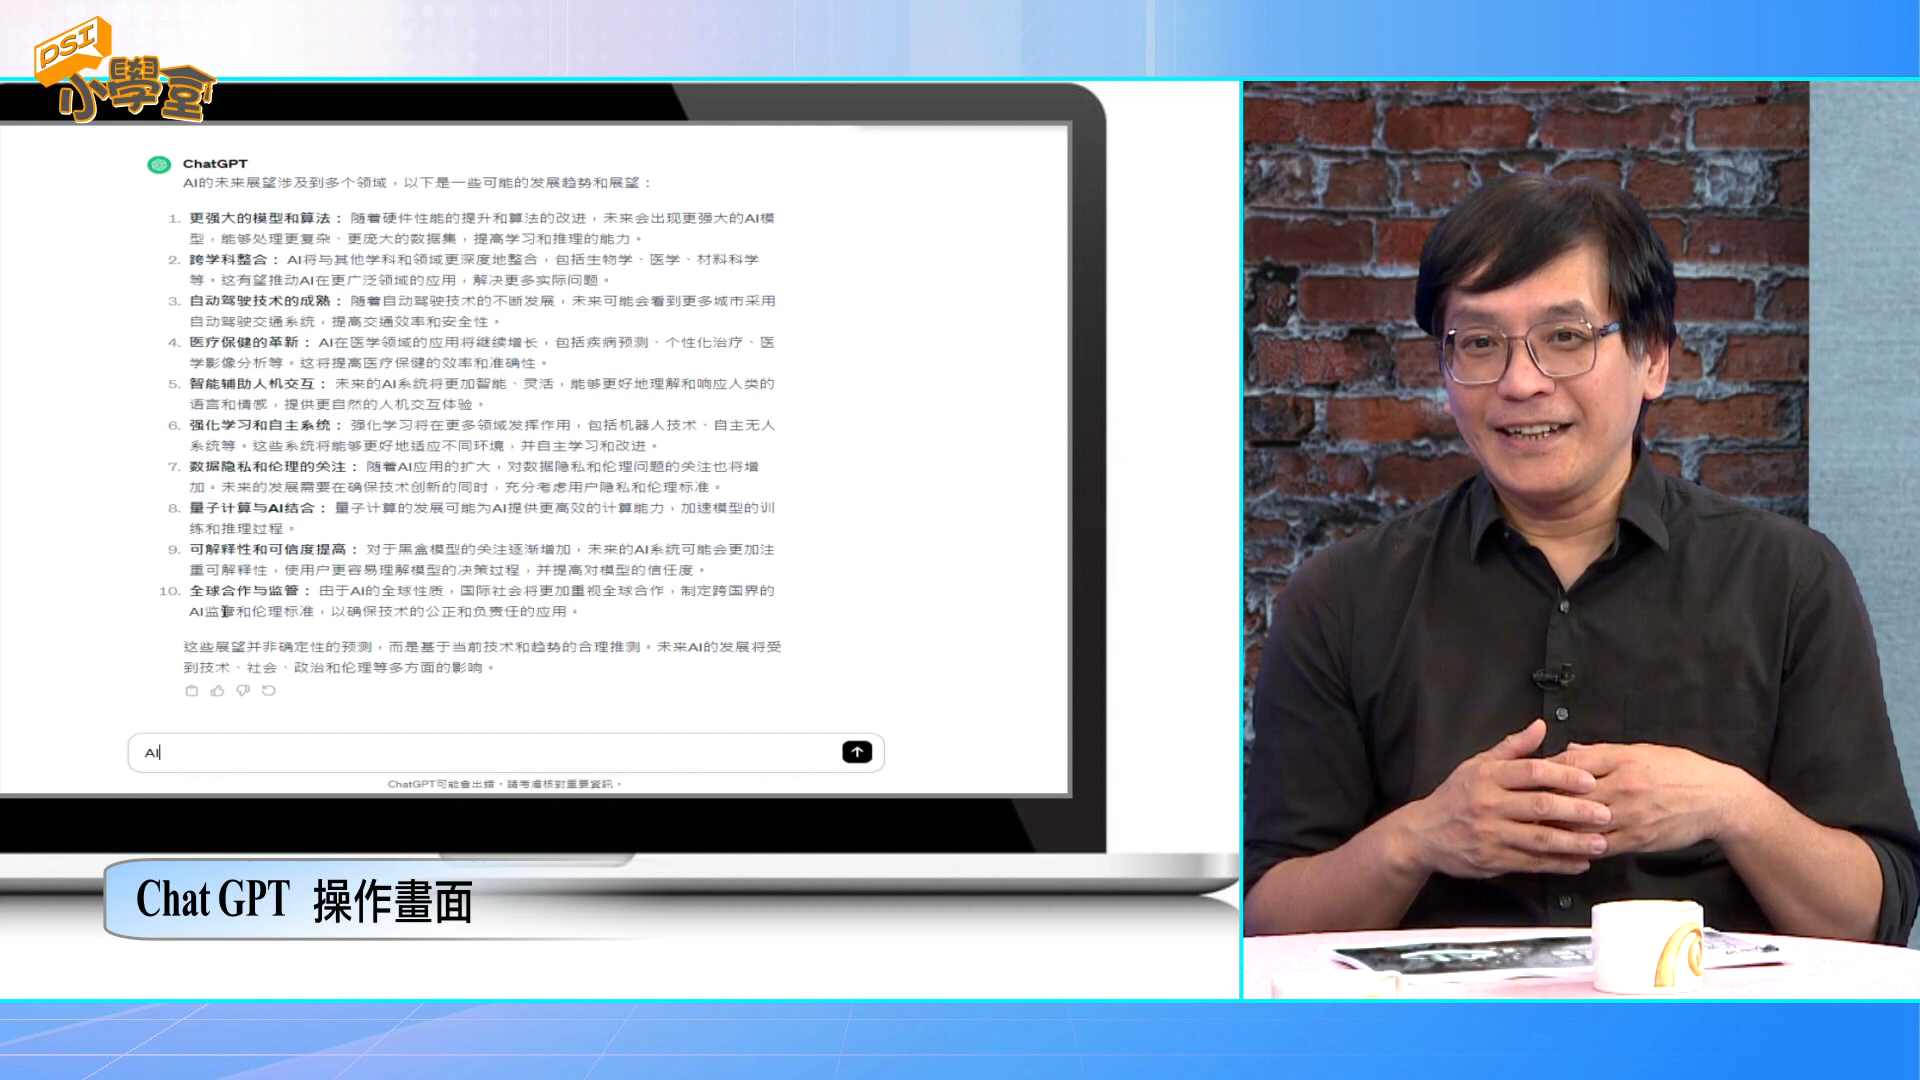 DSI
小學堂
ChatGPT
AI的未来展望涉及到多个领域，以下是一些可能的发展趋势和展望：
1. 更强大的模型和算法： 随着硬件性能的提升和算法的改进，未来会出现更强大的AI模
型，能够处理更复杂、更庞大的数据集，提高学习和推理的能力。
2. 跨学科整合： AI将与其他学科和领域更深度地整合，包括生物学、医学、材料科学
等。这有望推动AI在更广泛领域的应用，解决更多实际问题。
3. 自动驾驶技术的成熟： 随着自动驾驶技术的不断发展，未来可能会看到更多城市采用
自动驾驶交通系统，提高交通效率和安全性。
4. 医疗保健的革新： AI在医学领域的应用将继续增长，包括疾病预测、个性化治疗、医
学影像分析等。这将提高医疗保健的效率和准确性。
5. 智能辅助人机交互： 未来的AI系统将更加智能、灵活，能够更好地理解和响应人类的
语言和情感，提供更自然的人机交互体验。
6. 强化学习和自主系统： 强化学习将在更多领域发挥作用，包括机器人技术、自主无人
系统等。这些系统将能够更好地适应不同环境，并自主学习和改进。
7. 数据隐私和伦理的关注： 随着AI应用的扩大，对数据隐私和伦理问题的关注也将增
加。未来的发展需要在确保技术创新的同时，充分考虑用户隐私和伦理标准。
8. 量子计算与AI结合： 量子计算的发展可能为AI提供更高效的计算能力，加速模型的训
练和推理过程。
9. 可解释性和可信度提高： 对于黑盒模型的关注逐渐增加，未来的AI系统可能会更加注
重可解释性，使用户更容易理解模型的决策过程，并提高对模型的信任度。
10. 全球合作与监管： 由于AI的全球性质，国际社会将更加重视全球合作，制定跨国界的
AI监管和伦理标准，以确保技术的公正和负责任的应用。
这些展望并非确定性的预测，而是基于当前技术和趋势的合理推测。未来AI的发展将受
到技术、社会、政治和伦理等多方面的影响。
AI
ChatGPT可能會出錯。請考慮核對重要資訊。
Chat GPT 操作畫面